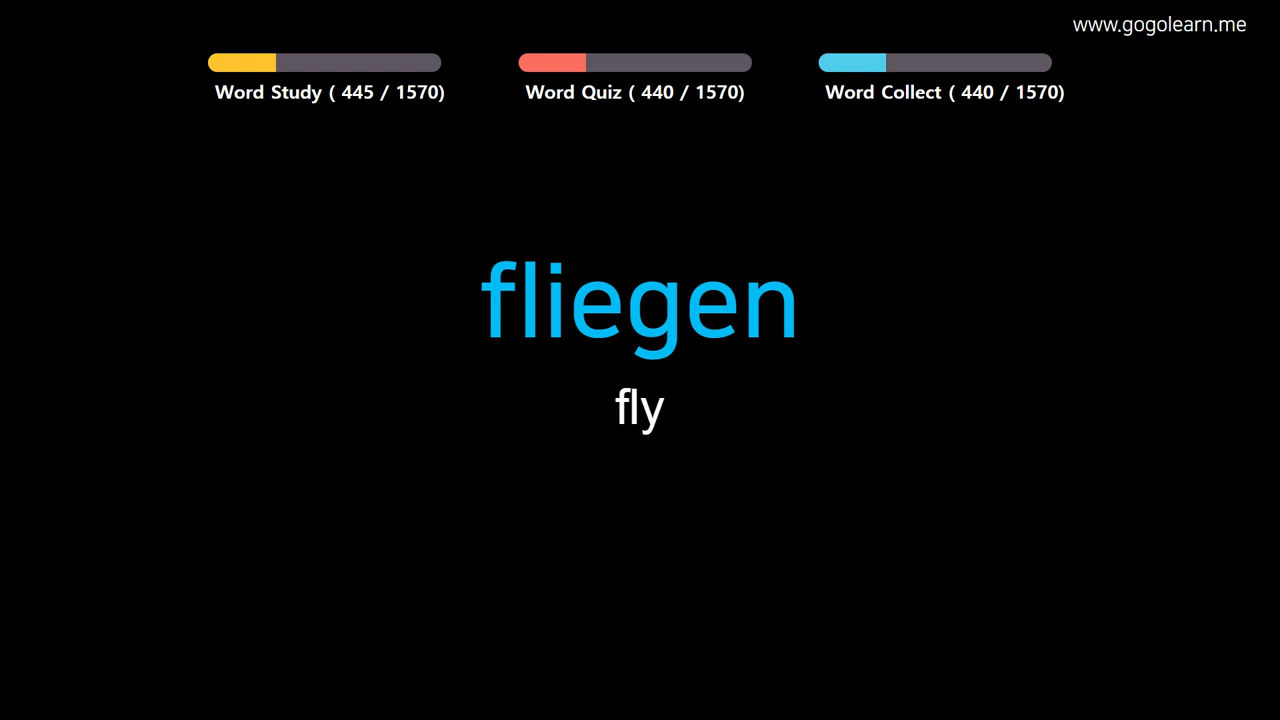 www.gogolearn.me
Word Study ( 445 / 1570)
Word Quiz ( 440 / 1570)
Word Collect ( 440 / 1570)
fliegen
fly